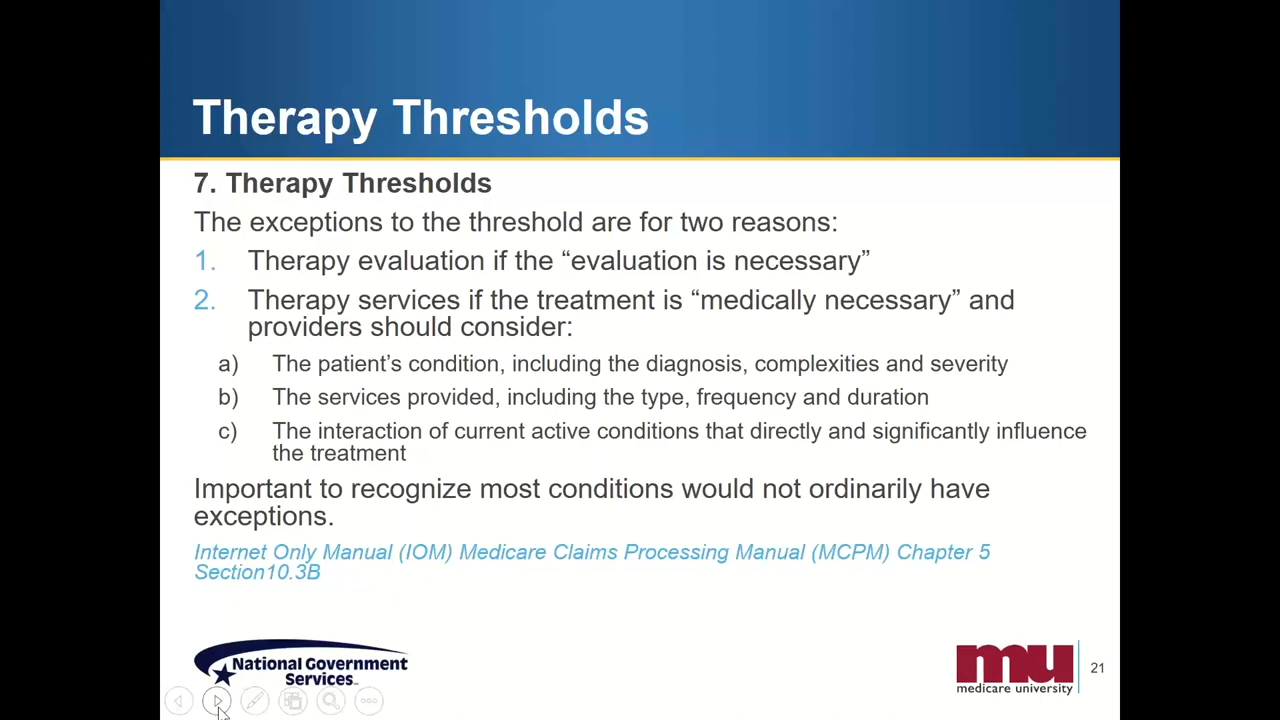 Therapy Thresholds
7. Therapy Thresholds
The exceptions to the threshold are for two reasons:
1. Therapy evaluation if the “evaluation is necessary”
2. Therapy services if the treatment is “medically necessary” and
providers should consider:
a) The patient’s condition, including the diagnosis, complexities and severity
b) The services provided, including the type, frequency and duration
c) The interaction of current active conditions that directly and significantly influence
the treatment
Important to recognize most conditions would not ordinarily have
exceptions.
Internet Only Manual (IOM) Medicare Claims Processing Manual (MCPM) Chapter 5
Section10.3B
National Government
Services
mu
medicare university
21